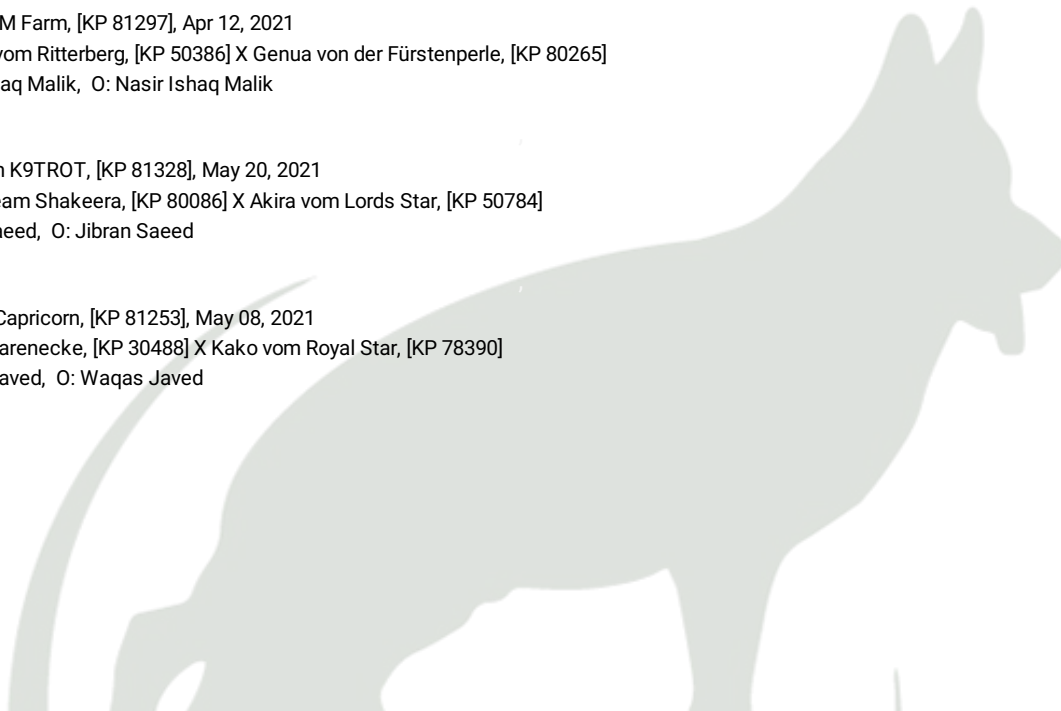 M Farm, [KP 81297], Apr 12, 2021
vom Ritterberg, [KP 50386] X Genua von der Fürstenperle, [KP 80265]
aq Malik, O: Nasir Ishaq Malik
K9TROT, [KP 81328], May 20, 2021
eam Shakeera, [KP 80086] X Akira vom Lords Star, [KP 50784]
aeed, O: Jibran Saeed
Capricorn, [KP 81253], May 08, 2021
arenecke, [KP 30488] X Kako vom Royal Star, [KP 78390]
aved, O: Waqas Javed